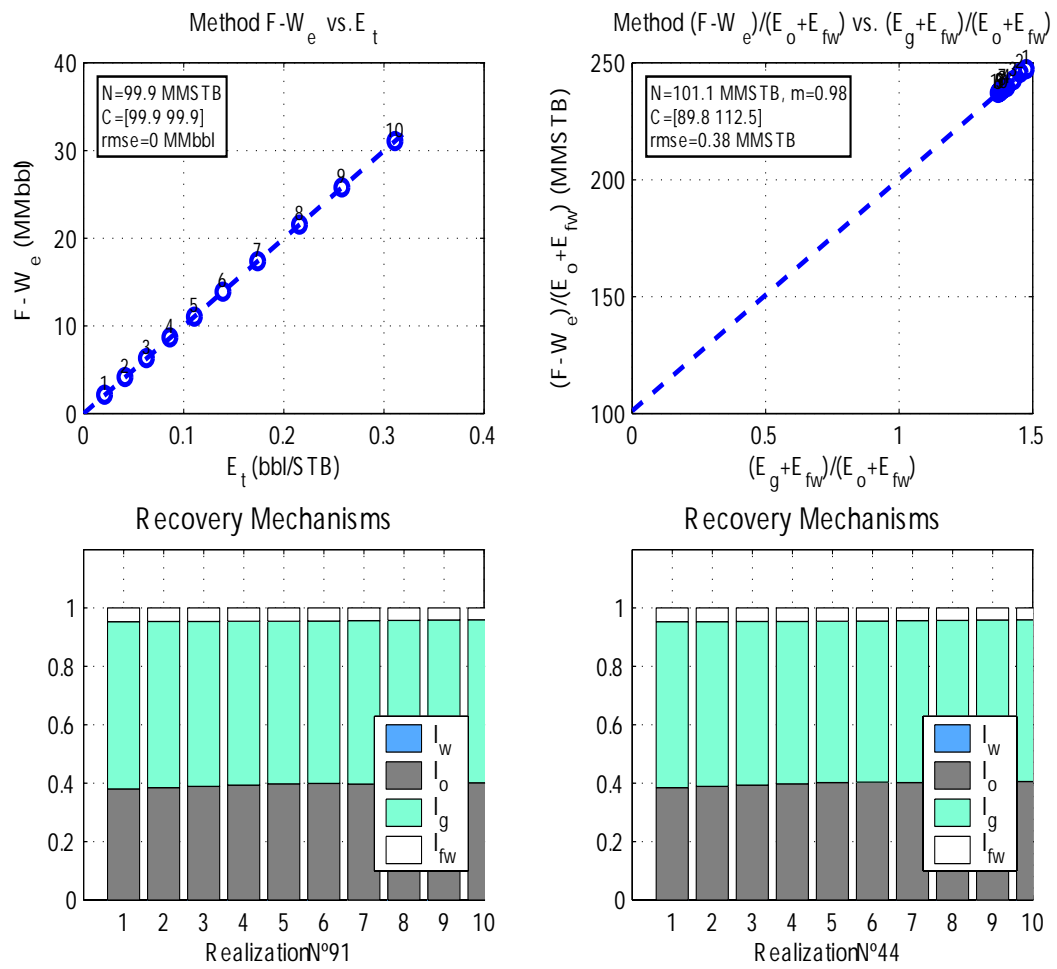 Method F-W_e vs.E_t
40
30
20
10
0
F - W_e (MMbbl)
N=99.9 MMSTB
C=[99.9 99.9]
rmse=0 MMbbl
1
2
3
4
5
6
7
8
9
10
0
0.1
0.2
0.3
0.4
E_t (bbl/STB)
Method (F-W_e)/(E_o+E_fw) vs. (E_g+E_fw)/(E_o+E_fw)
250
200
150
100
(F - W_e)/(E_o+E_fw) (MMSTB)
N=101.1 MMSTB, m=0.98
C=[89.8 112.5]
rmse=0.38 MMSTB
2
1
0
0.5
1
1.5
(E_g+E_fw)/(E_o+E_fw)
Recovery Mechanisms
1
0.8
0.6
0.4
0.2
0
I_w
I_o
I_g
I_fw
1 2 3 4 5 6 7 8 9 10
RealizationNº91
Recovery Mechanisms
1
0.8
0.6
0.4
0.2
0
I_w
I_o
I_g
I_fw
1 2 3 4 5 6 7 8 9 10
RealizationNº44